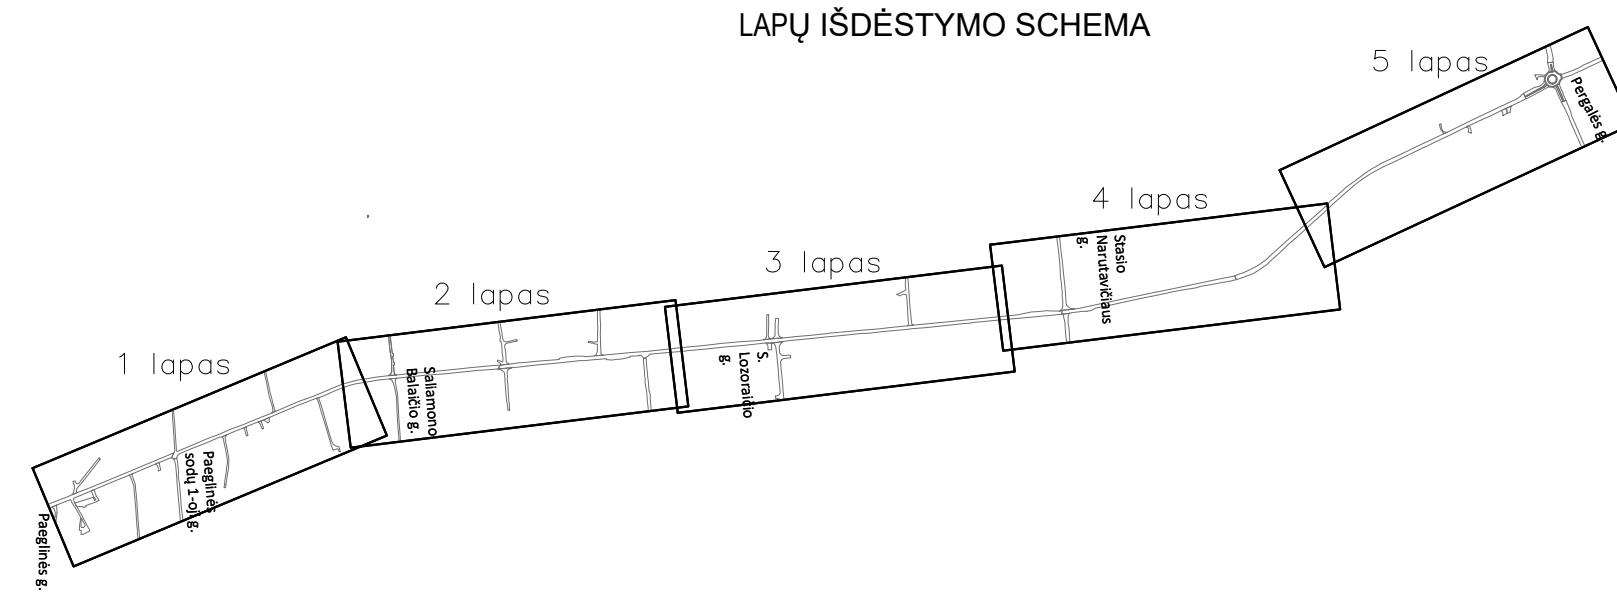 LAPŲ IŠDĖSTYMO SCHEMA
5 lapas
Pergalės g.
4 lapas
Stasio
Narutavičiaus
g.
3 lapas
S.
Lozoraičio
g.
2 lapas
Saliamono
Balaičio g.
1 lapas
Paeglinės
sodų 1-oji g.
Paeglinės g.